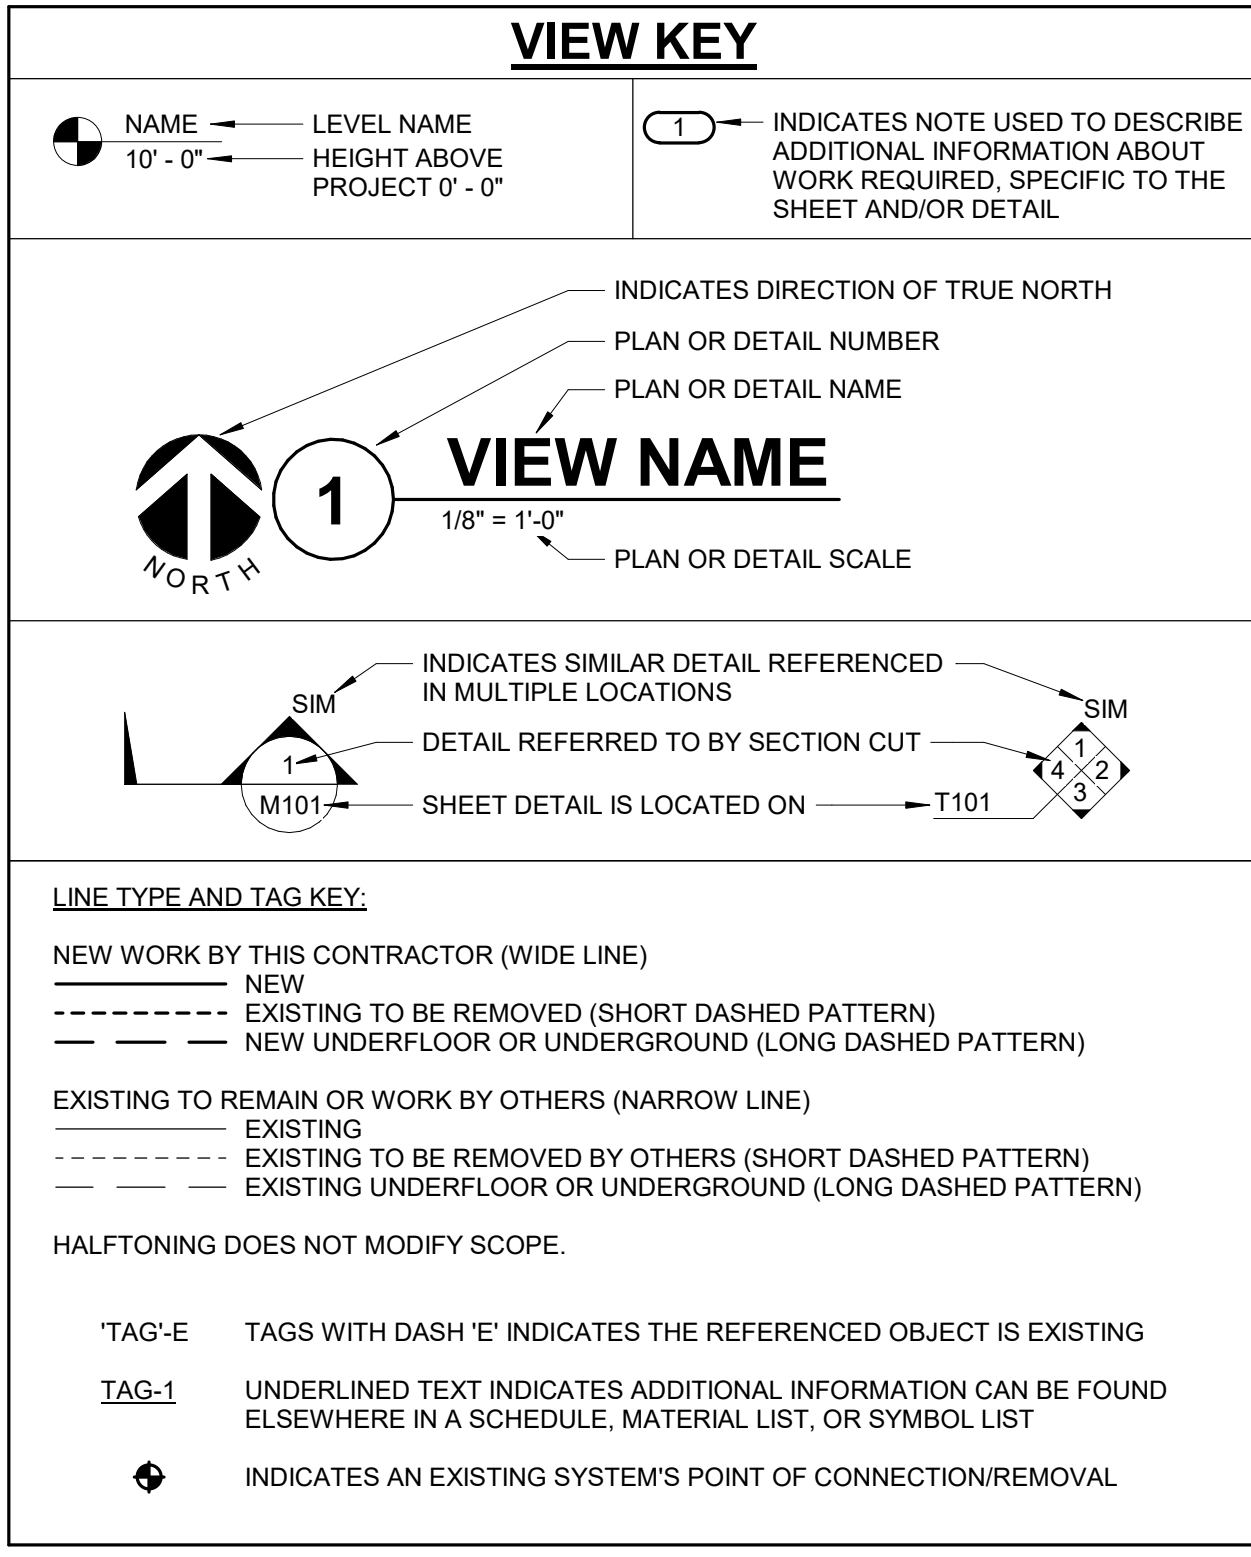 VIEW KEY
NAME
10' - 0"
LEVEL NAME
HEIGHT ABOVE
PROJECT 0' - 0"
1
INDICATES NOTE USED TO DESCRIBE
ADDITIONAL INFORMATION ABOUT
WORK REQUIRED, SPECIFIC TO THE
SHEET AND/OR DETAIL
INDICATES DIRECTION OF TRUE NORTH
PLAN OR DETAIL NUMBER
PLAN OR DETAIL NAME
NORTH
1
VIEW NAME
1/8" = 1'-0"
PLAN OR DETAIL SCALE
INDICATES SIMILAR DETAIL REFERENCED
IN MULTIPLE LOCATIONS
SIM
SIM
1
DETAIL REFERRED TO BY SECTION CUT
1
4
2
3
M101
SHEET DETAIL IS LOCATED ON
T101
LINE TYPE AND TAG KEY:
NEW WORK BY THIS CONTRACTOR (WIDE LINE)
NEW
EXISTING TO BE REMOVED (SHORT DASHED PATTERN)
NEW UNDERFLOOR OR UNDERGROUND (LONG DASHED PATTERN)
EXISTING TO REMAIN OR WORK BY OTHERS (NARROW LINE)
EXISTING
EXISTING TO BE REMOVED BY OTHERS (SHORT DASHED PATTERN)
EXISTING UNDERFLOOR OR UNDERGROUND (LONG DASHED PATTERN)
HALFTONING DOES NOT MODIFY SCOPE.
'TAG'-E TAGS WITH DASH 'E' INDICATES THE REFERENCED OBJECT IS EXISTING
TAG-1 UNDERLINED TEXT INDICATES ADDITIONAL INFORMATION CAN BE FOUND
ELSEWHERE IN A SCHEDULE, MATERIAL LIST, OR SYMBOL LIST
INDICATES AN EXISTING SYSTEM'S POINT OF CONNECTION/REMOVAL